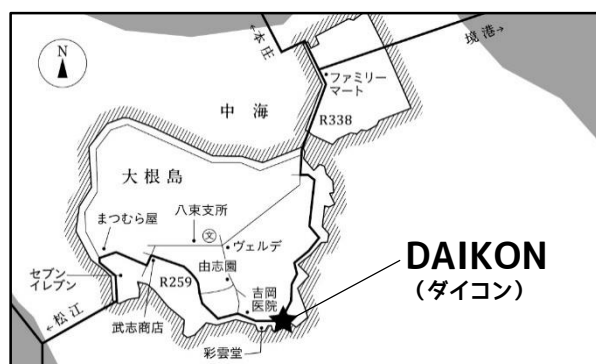 N
←本庄
境港→
ファミリー
マート
中海
R338
大根島
八束支所
まつむら屋
文
ヴェルデ
セブン
イレブン
R259
由志園
吉岡
医院
武志商店
←松江
彩雲堂
DAIKON
(ダイコン)